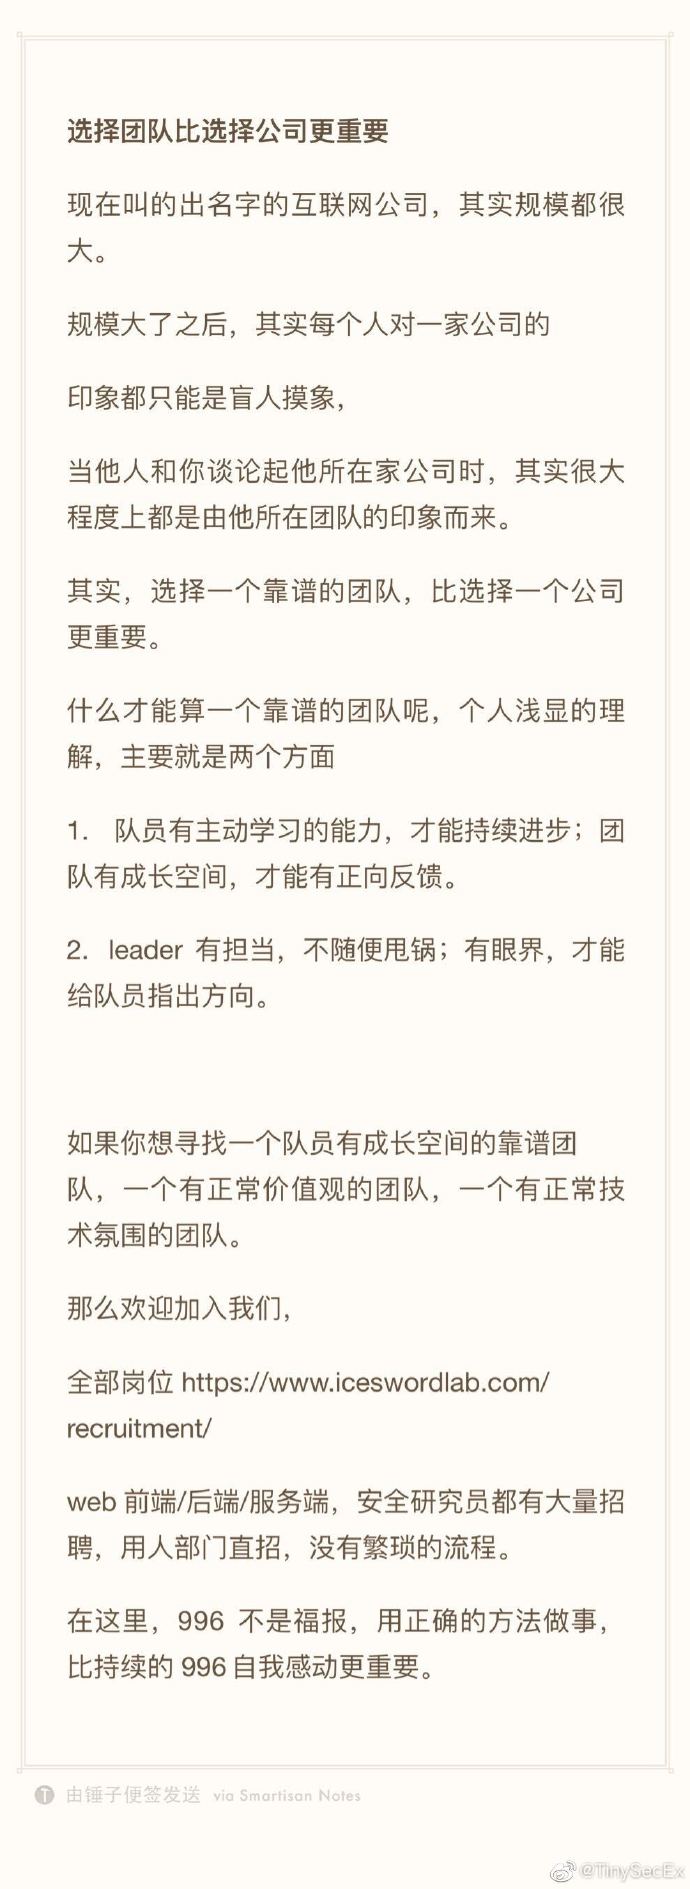 选择团队比选择公司更重要
现在叫的出名字的互联网公司，其实规模都很
大。
规模大了之后，其实每个人对一家公司的
印象都只能是盲人摸象，
当他人和你谈论起他所在家公司时，其实很大
程度上都是由他所在团队的印象而来。
其实，选择一个靠谱的团队，比选择一个公司
更重要。
什么才能算一个靠谱的团队呢，个人浅显的理
解，主要就是两个方面
1. 队员有主动学习的能力，才能持续进步；团
队有成长空间，才能有正向反馈。
2. leader 有担当，不随便甩锅；有眼界，才能
给队员指出方向。
如果你想寻找一个队员有成长空间的靠谱团
队，一个有正常价值观的团队，一个有正常技
术氛围的团队。
那么欢迎加入我们，
全部岗位 https://www.iceswordlab.com/
recruitment/
web 前端/后端/服务端，安全研究员都有大量招
聘，用人部门直招，没有繁琐的流程。
在这里，996 不是福报，用正确的方法做事，
比持续的 996 自我感动更重要。
T 由锤子便签发送 via Smartisan Notes
@TinySecEx